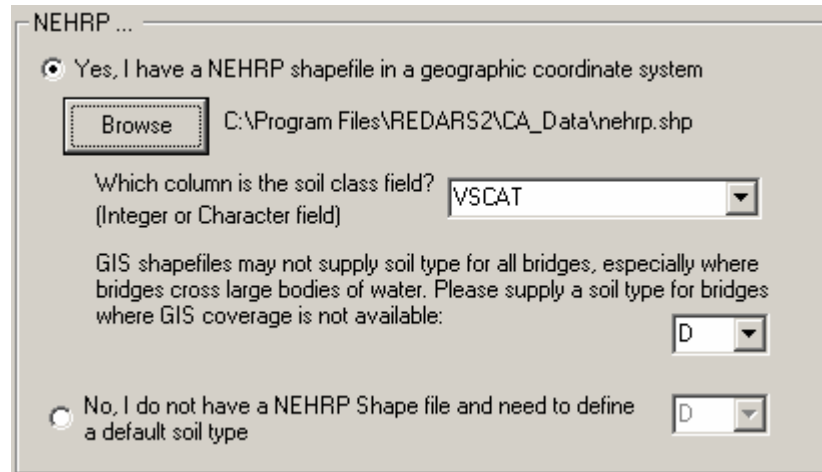 NEHRP ...
Yes, I have a NEHRP shapefile in a geographic coordinate system
Browse
C:\Program Files\REDARS2\CA_Data\nehrp.shp
Which column is the soil class field?
(Integer or Character field)
VSCAT
GIS shapefiles may not supply soil type for all bridges, especially where
bridges cross large bodies of water. Please supply a soil type for bridges
where GIS coverage is not available:
D
No, I do not have a NEHRP Shape file and need to define
a default soil type
D